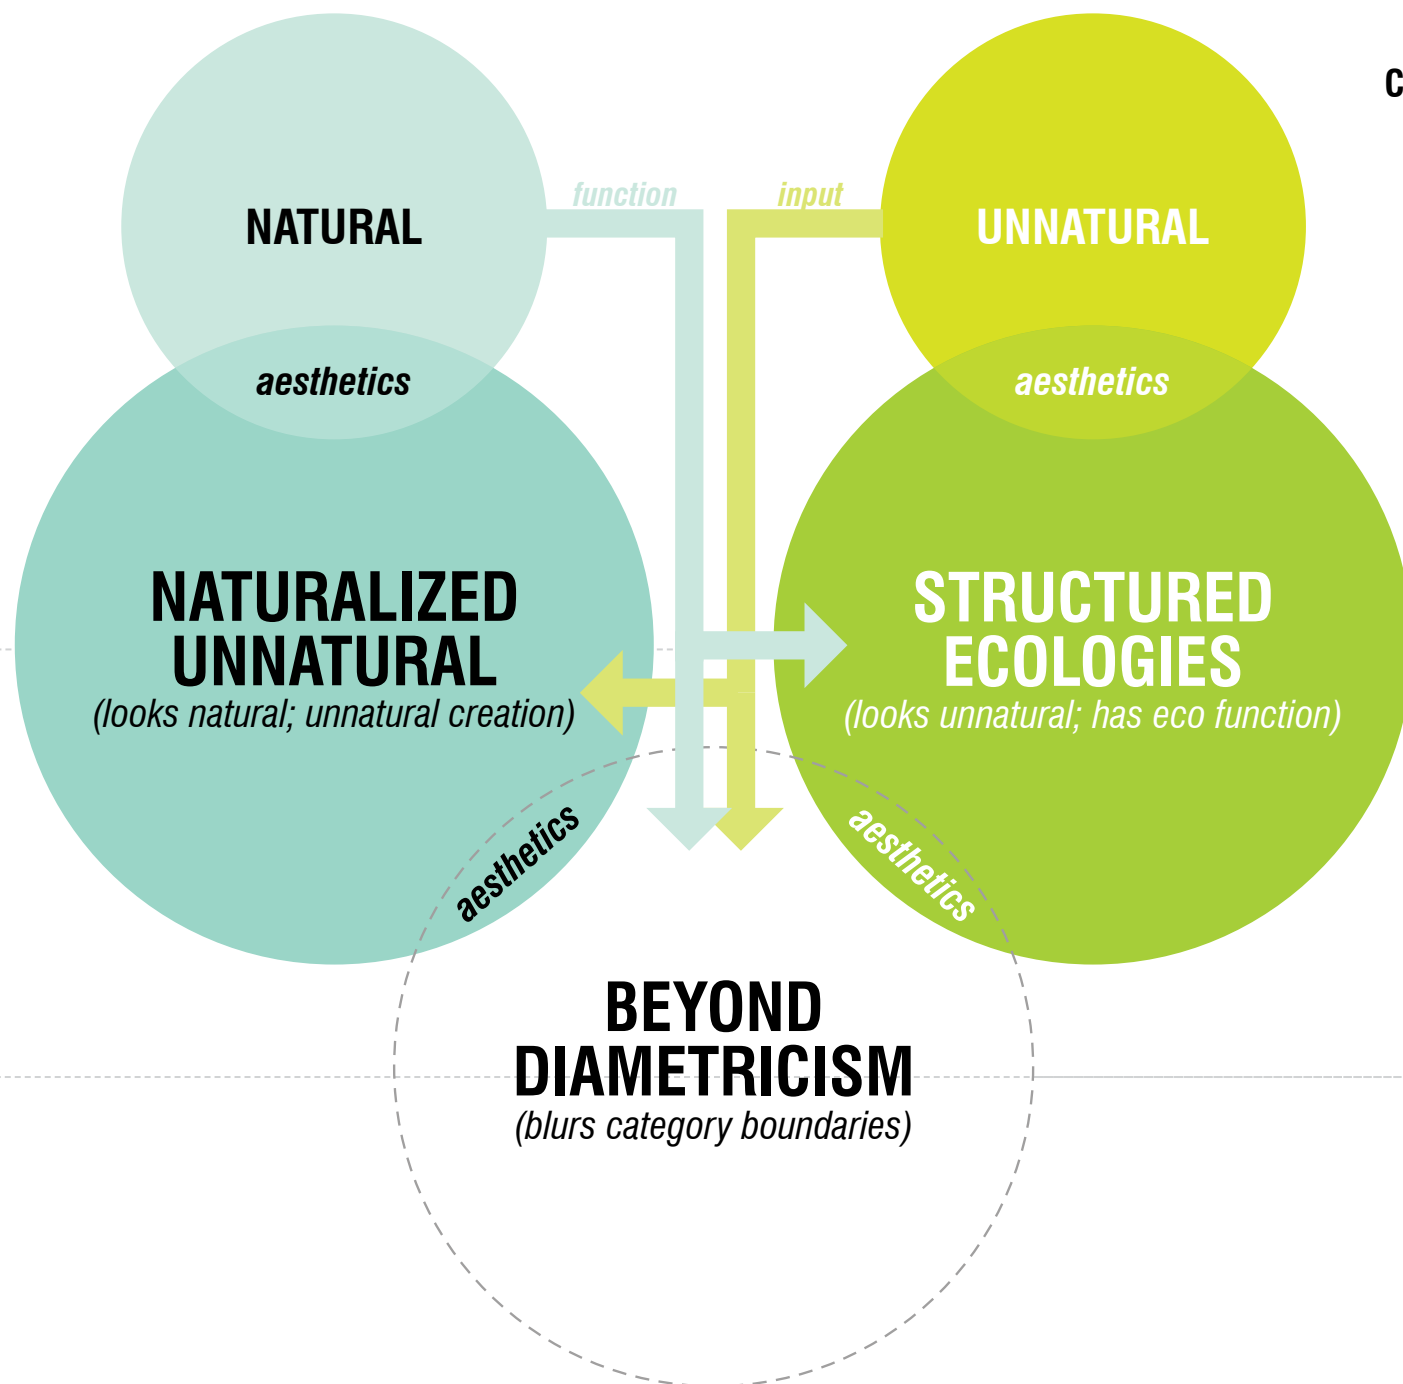 C
function
input
NATURAL
UNNATURAL
aesthetics
aesthetics
NATURALIZED
UNNATURAL
(looks natural; unnatural creation)
STRUCTURED
ECOLOGIES
(looks unnatural; has eco function)
aesthetics
aesthetics
BEYOND
DIAMETRICISM
(blurs category boundaries)